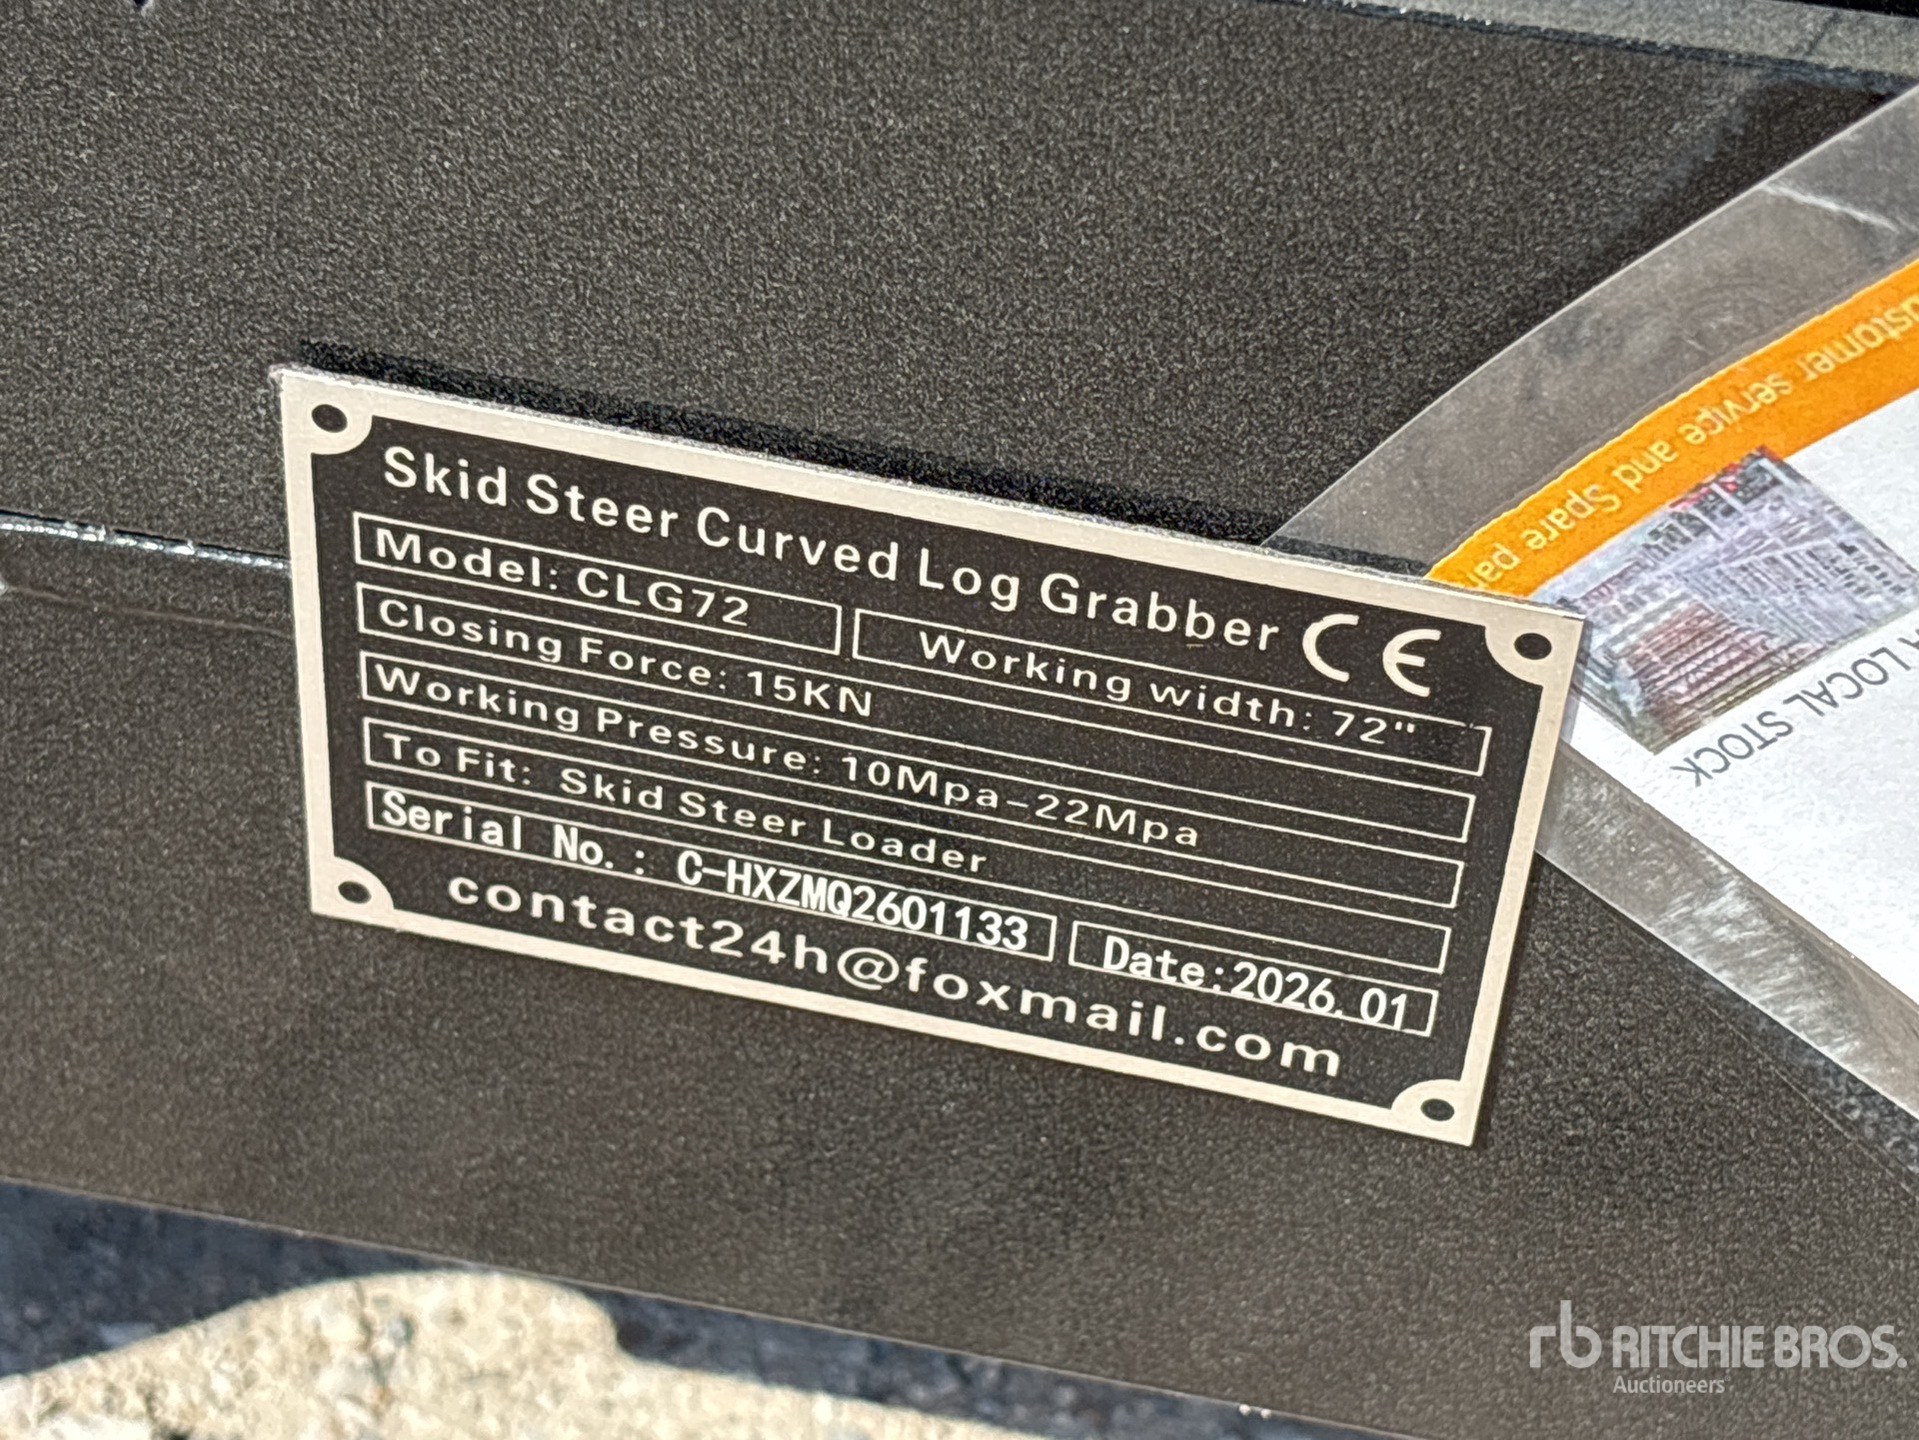 Skid Steer Curved Log Grabber CE
Model: CLG72
Working width: 72"
Closing Force: 15KN
Working Pressure: 10Mpa-22Mpa
To Fit: Skid Steer Loader
Serial No.: C-HXZMQ2601133
Date:2026.01
contact24h@foxmail.com
service and Spare
LOCAL STOCK
rb RITCHIE BROS.
Auctioneers